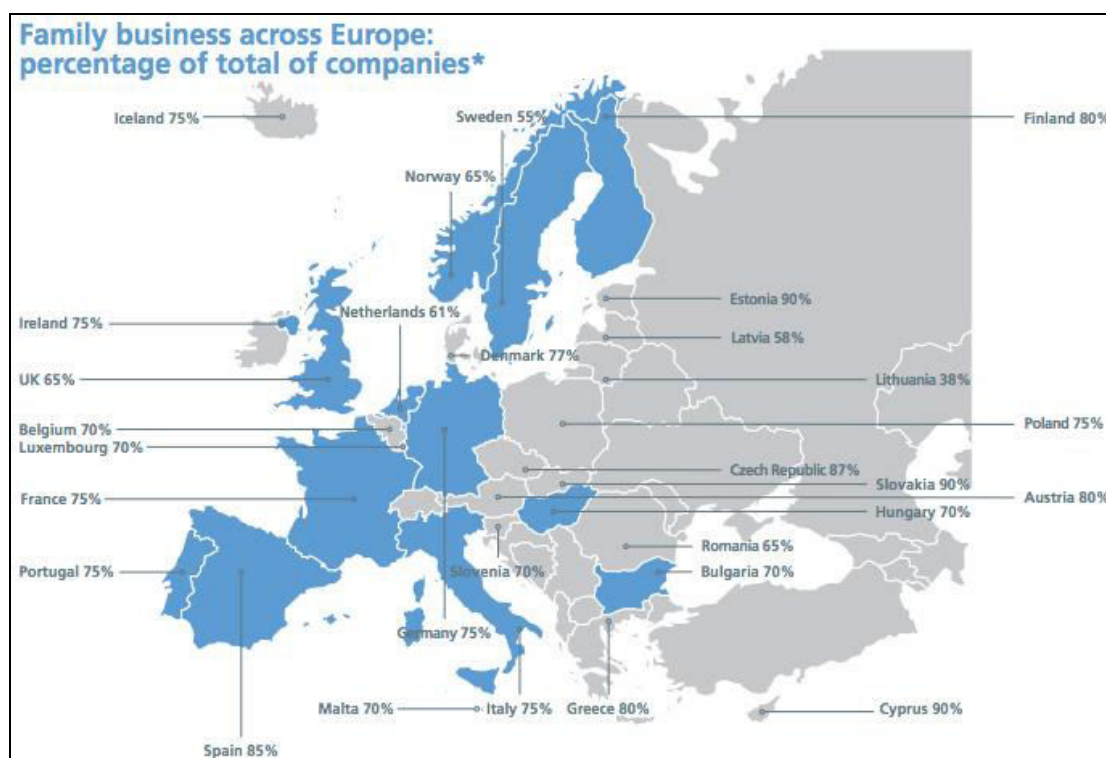 Family business across Europe:
percentage of total of companies*
Iceland 75%
Sweden 55%
Finland 80%
Norway 65%
Estonia 90%
Netherlands 61%
Ireland 75%
Latvia 58%
Denmark 77%
UK 65%
Lithuania 38%
Poland 75%
Belgium 70%
Luxembourg 70%
Czech Republic 87%
Slovakia 90%
France 75%
Austria 80%
Hungary 70%
Romania 65%
Portugal 75%
Slovenia 70%
Bulgaria 70%
Germany 75%
Malta 70%
Italy 75%
Greece 80%
Cyprus 90%
Spain 85%